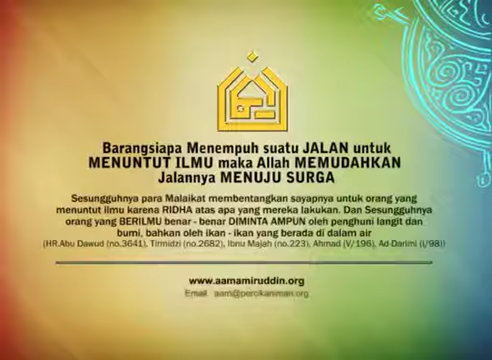 Barangsiapa Menempuh suatu JALAN untuk
MENUNTUT ILMU maka Allah MEMUDAHKAN
Jalannya MENUJU SURGA
Sesungguhnya para Malaikat membentangkan sayapnya untuk orang yang
menuntut ilmu karena RIDHA atas apa yang mereka lakukan. Dan Sesungguhnya
orang yang BERILMU benar - benar DIMINTA AMPUN oleh penghuni langit dan
bumi, bahkan oleh ikan - ikan yang berada di dalam air
(HR.Abu Dawud (no.3641), Tirmidzi (no.2682), Ibnu Majah (no.223), Ahmad (V/196), Ad-Darimi (I/98))
www.aamamiruddin.org
Email : aam@percikaniman.org